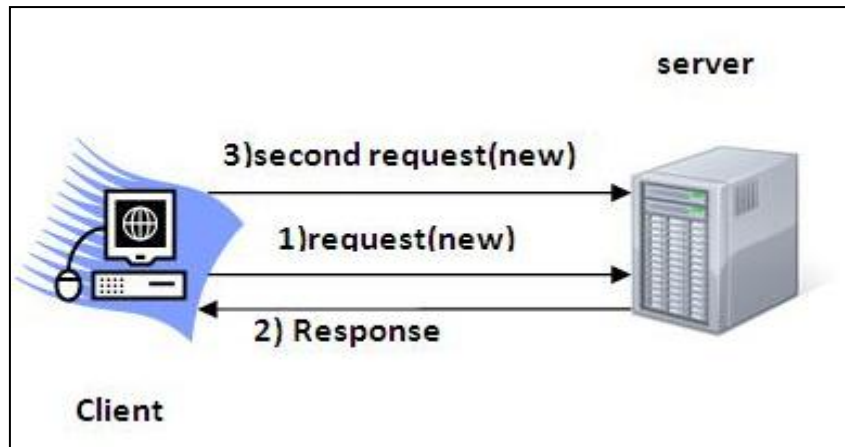 server
3)second request(new)
1)request(new)
2) Response
Client